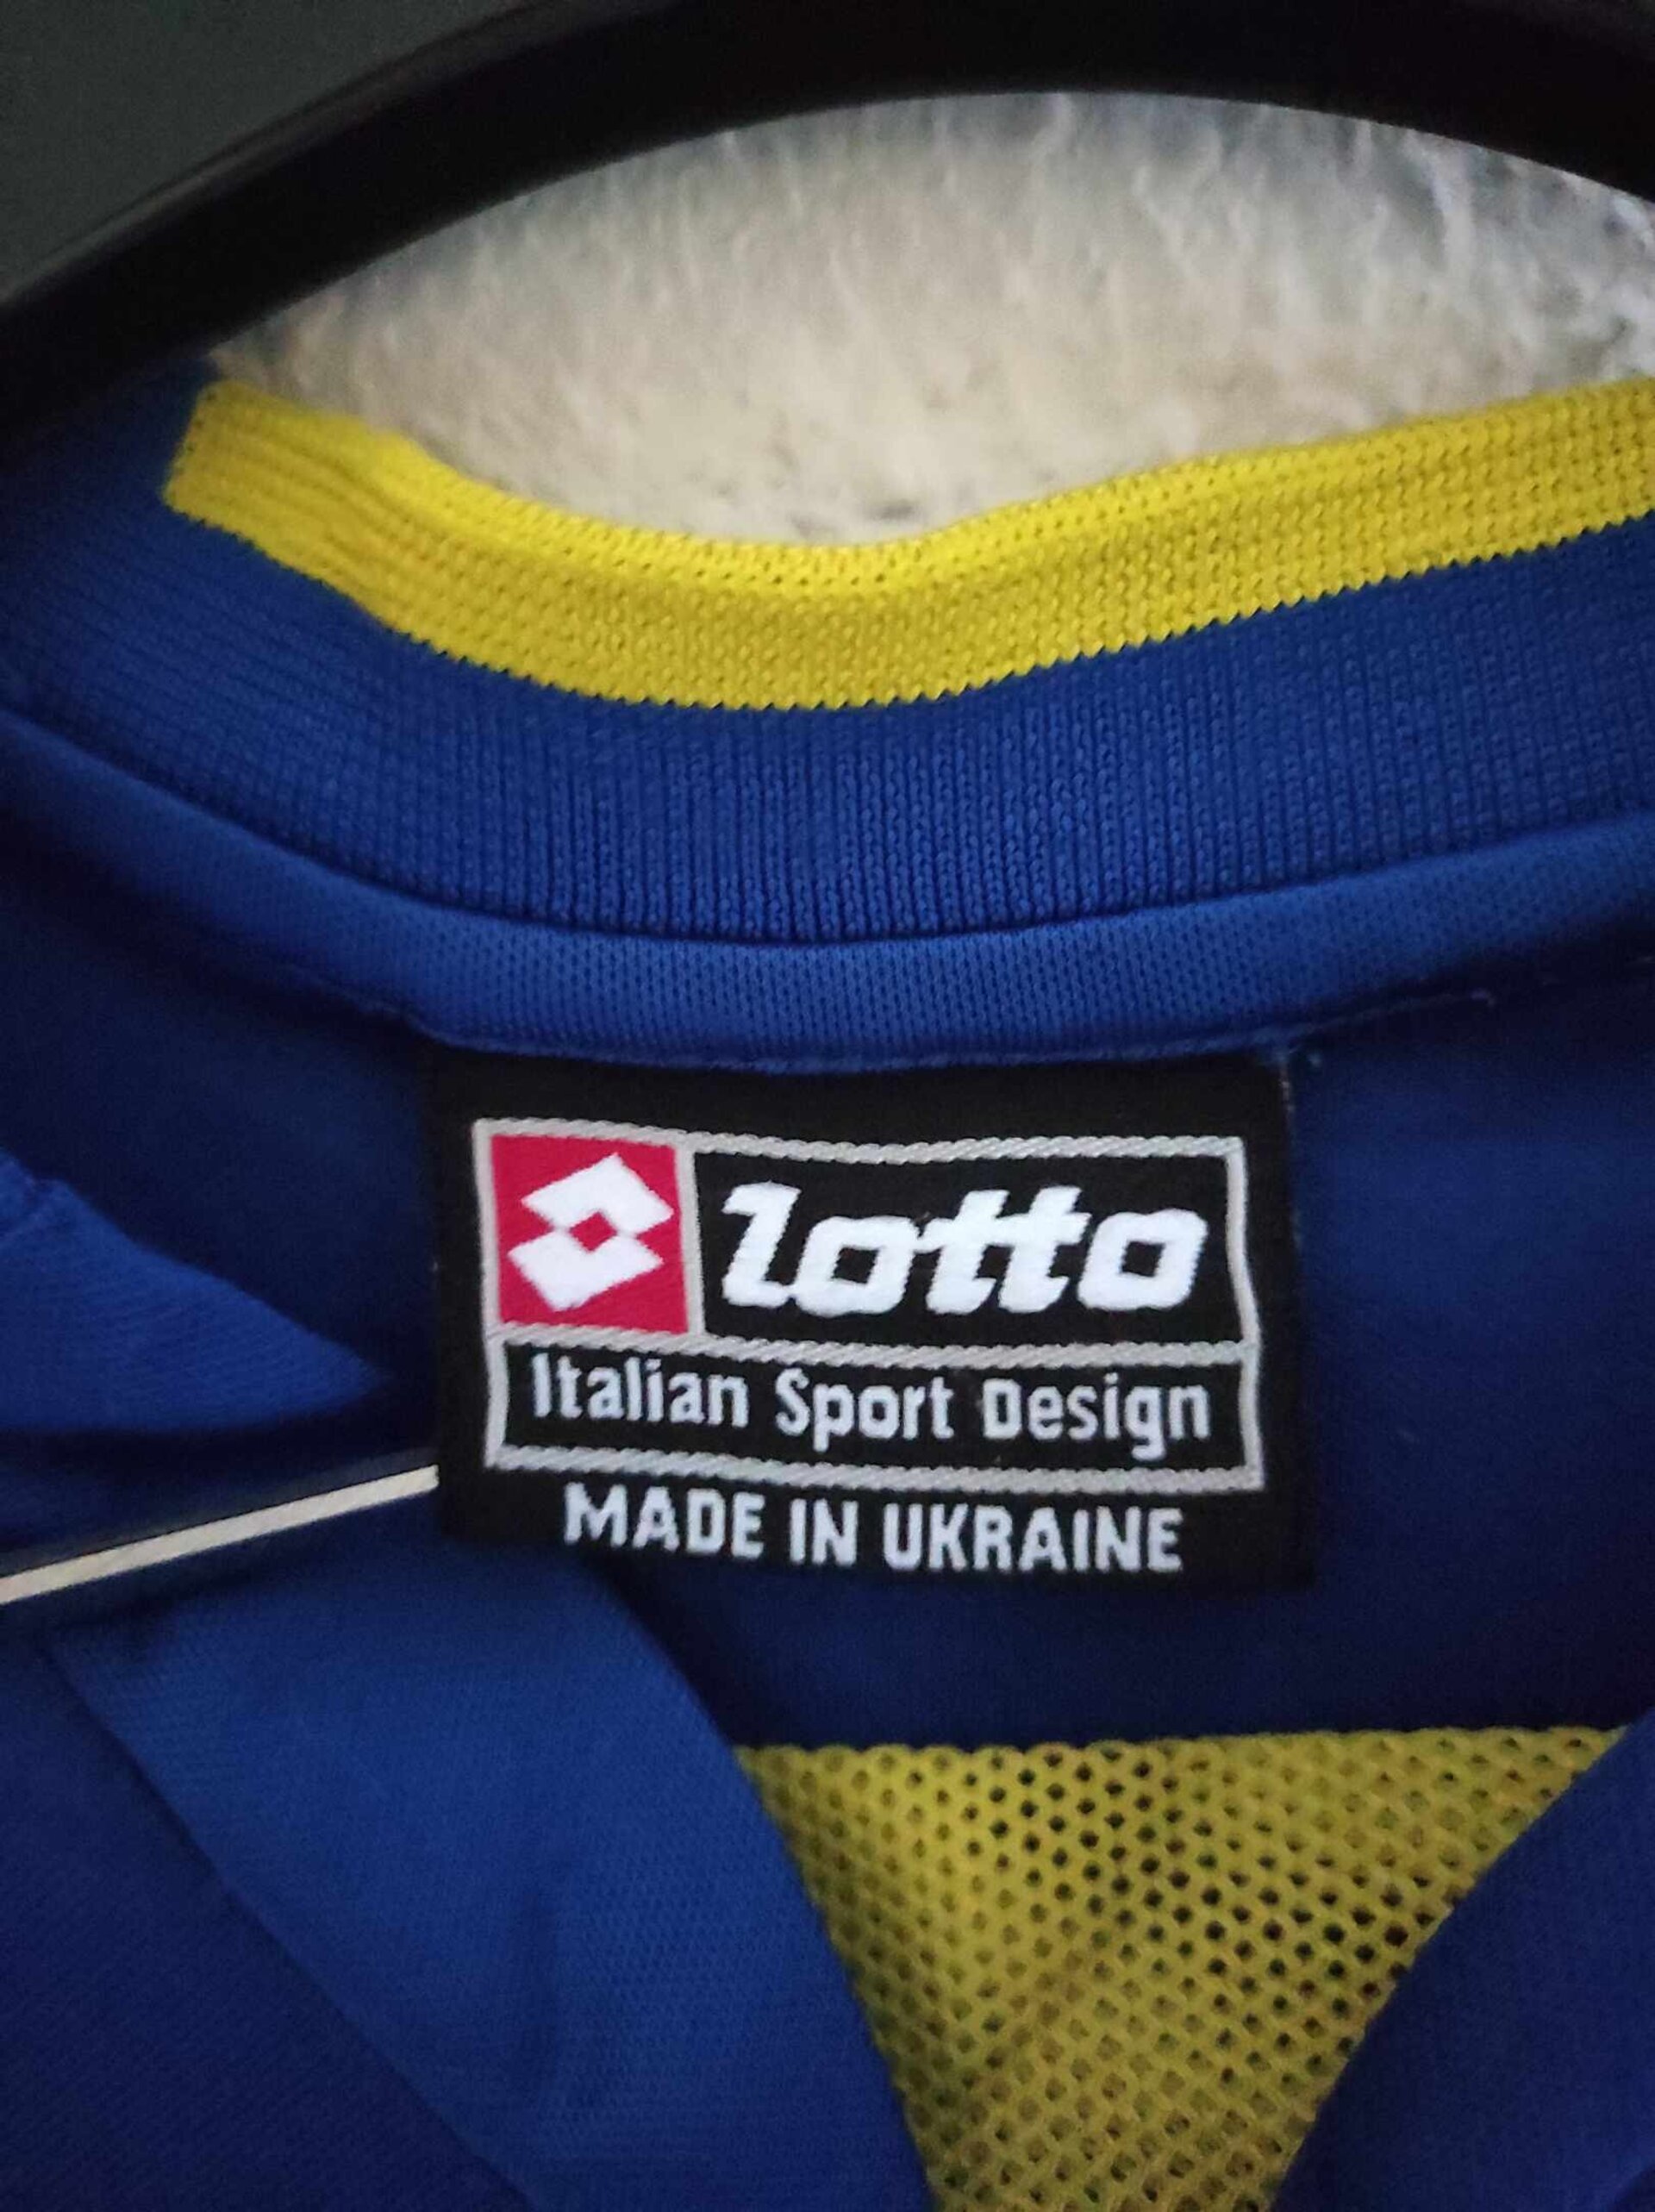 lotto
Italian Sport Design
MADE IN UKRAINE